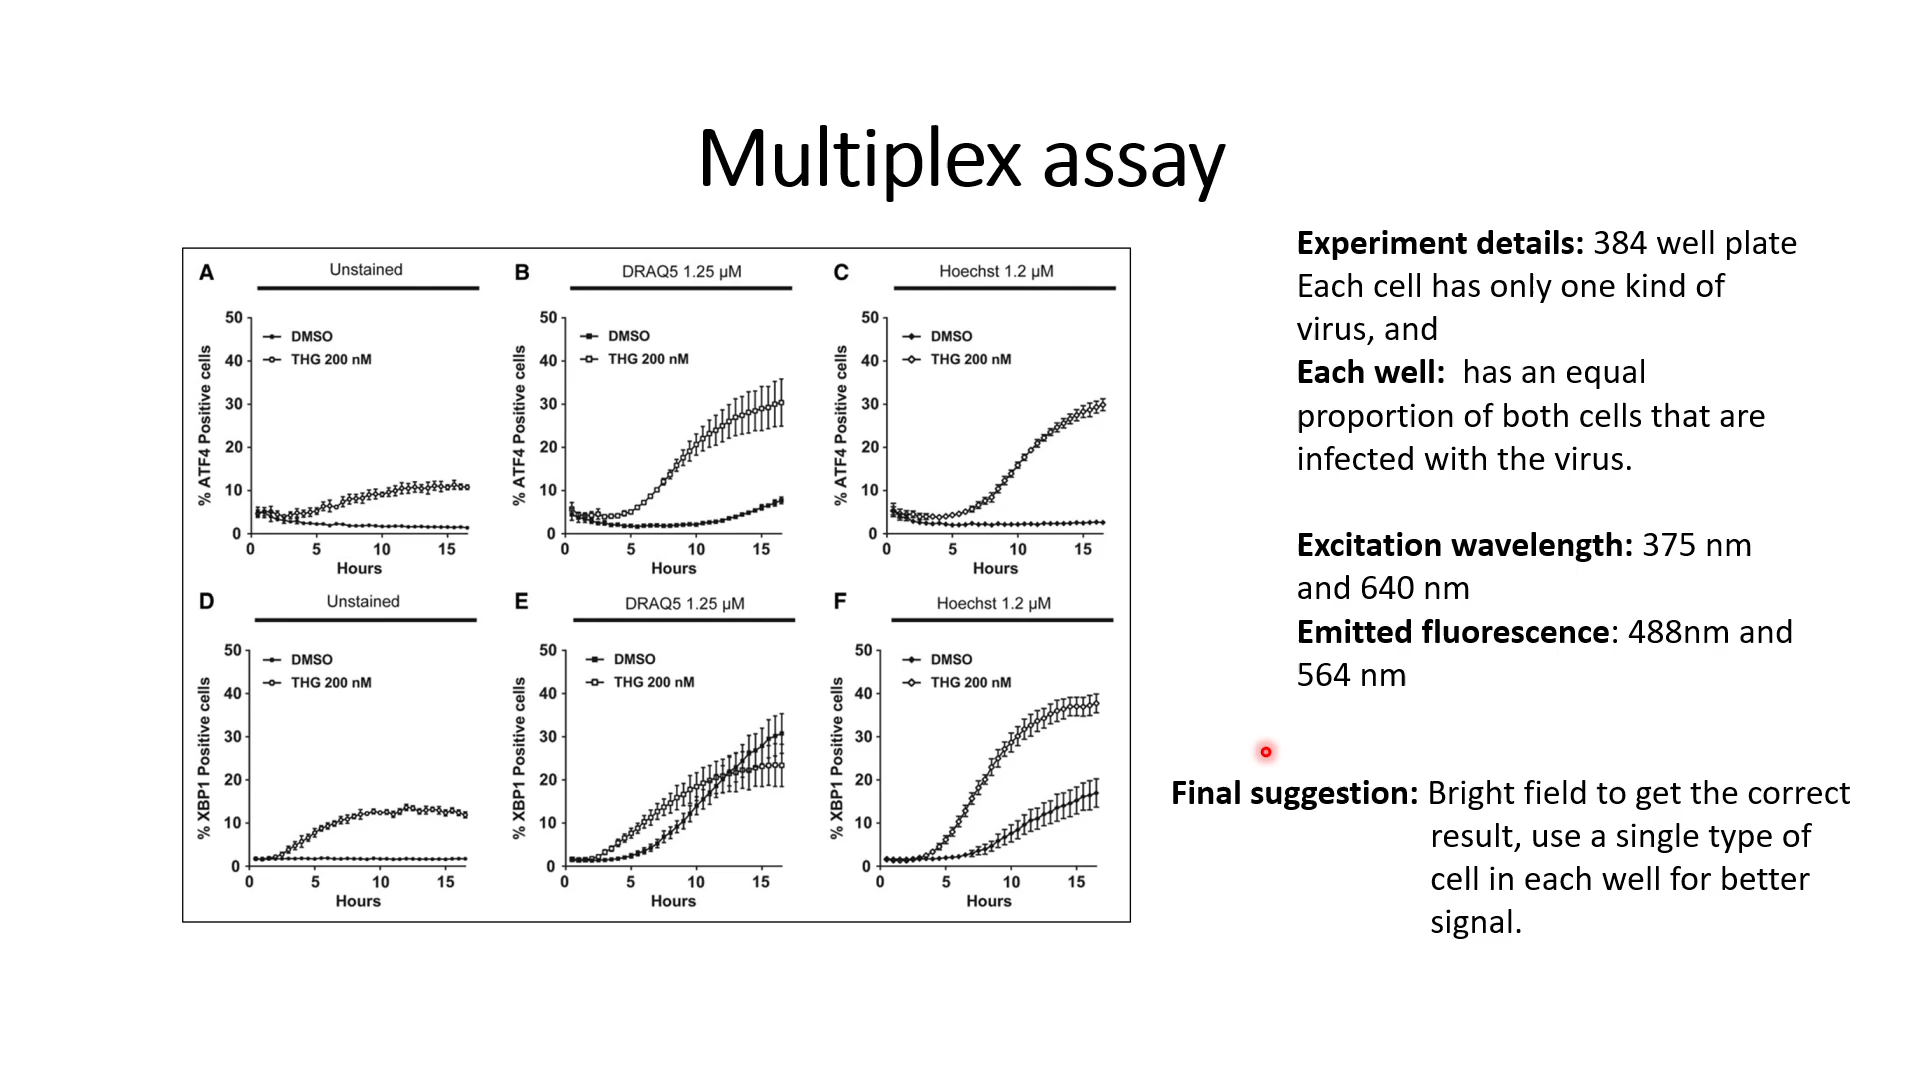 Multiplex assay
A
Unstained
DMSO
THG 200 nM
% ATF4 Positive cells
50
40
30
20
10
0
0 5 10 15
Hours
B
DRAQ5 1.25 µM
DMSO
THG 200 nM
% ATF4 Positive cells
50
40
30
20
10
0
0 5 10 15
Hours
C
Hoechst 1.2 µM
DMSO
THG 200 nM
% ATF4 Positive cells
50
40
30
20
10
0
0 5 10 15
Hours
D
Unstained
DMSO
THG 200 nM
% XBP1 Positive cells
50
40
30
20
10
0
0 5 10 15
Hours
E
DRAQ5 1.25 µM
DMSO
THG 200 nM
% XBP1 Positive cells
50
40
30
20
10
0
0 5 10 15
Hours
F
Hoechst 1.2 µM
DMSO
THG 200 nM
% XBP1 Positive cells
50
40
30
20
10
0
0 5 10 15
Hours
Experiment details: 384 well plate
Each cell has only one kind of
virus, and
Each well: has an equal
proportion of both cells that are
infected with the virus.
Excitation wavelength: 375 nm
and 640 nm
Emitted fluorescence: 488nm and
564 nm
Final suggestion: Bright field to get the correct
result, use a single type of
cell in each well for better
signal.